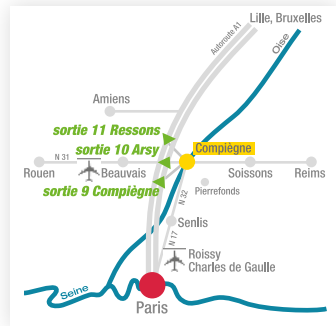 Lille, Bruxelles
Autoroute A1
Oise
Amiens
sortie 11 Ressons
sortie 10 Arsy
Compiègne
N 31
Rouen
Beauvais
Soissons
Reims
sortie 9 Compiègne
Pierrefonds
N 32
Senlis
N 17
Roissy
Charles de Gaulle
Seine
Paris